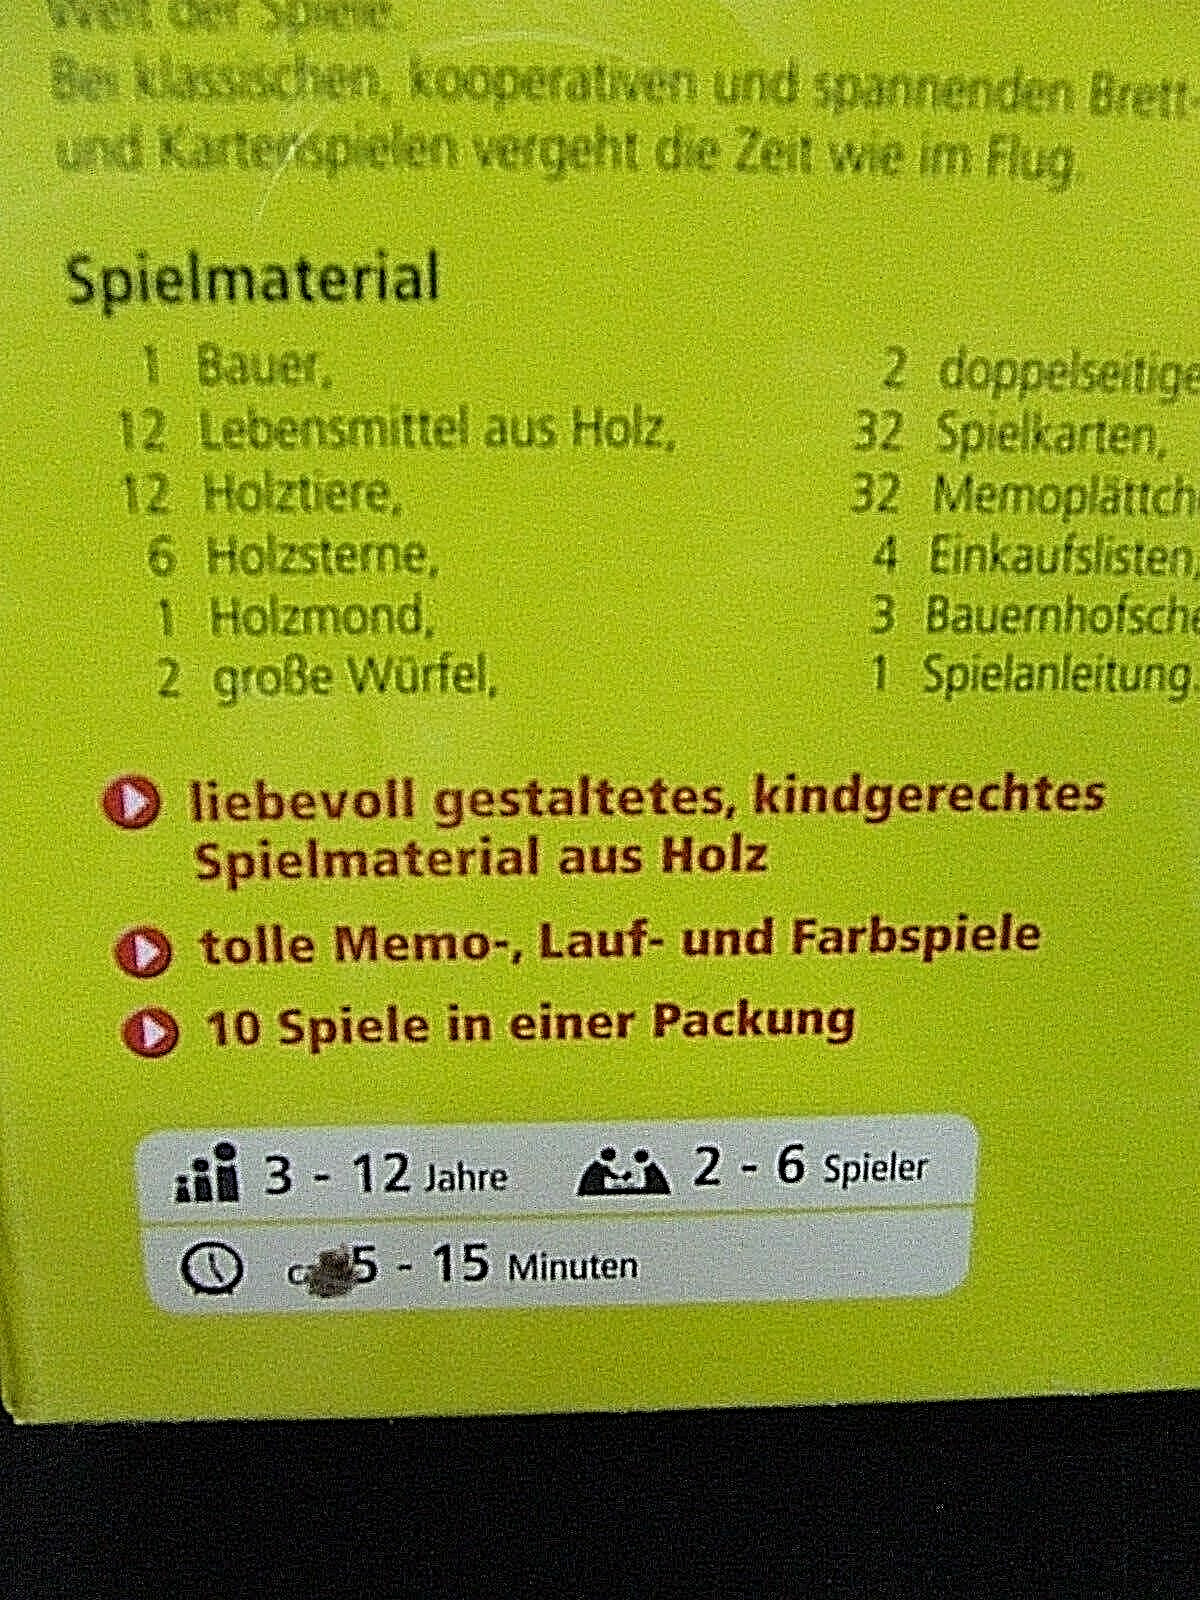 Welt der Spiele
Bei klassischen, kooperativen und spannenden Brett-
und Kartenspielen vergeht die Zeit wie im Flug.
Spielmaterial
1 Bauer,
12 Lebensmittel aus Holz,
12 Holztiere,
6 Holzsterne,
1 Holzmond,
2 große Würfel,
2 doppelseitige
32 Spielkarten,
32 Memoplättch
4 Einkaufslisten,
3 Bauernhofsche
1 Spielanleitung.
liebevoll gestaltetes, kindgerechtes
Spielmaterial aus Holz
tolle Memo-, Lauf- und Farbspiele
10 Spiele in einer Packung
3 - 12 Jahre 2 - 6 Spieler
5 - 15 Minuten